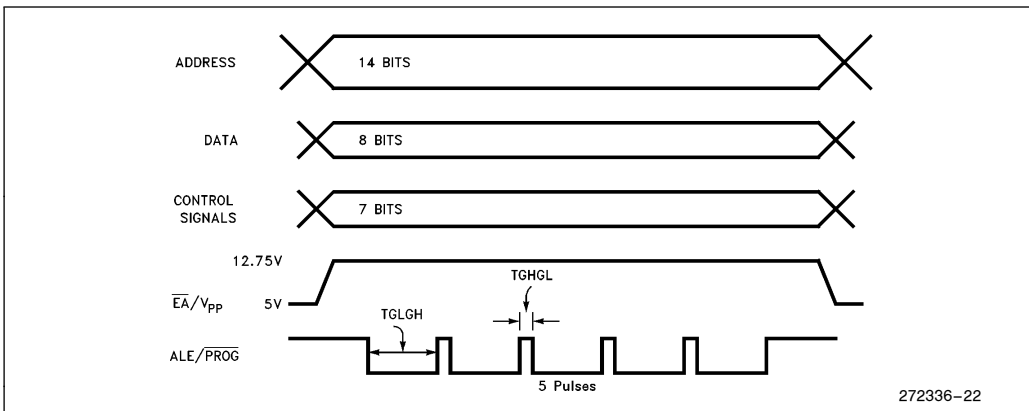 ADDRESS
14 BITS
DATA
8 BITS
CONTROL
SIGNALS
7 BITS
12.75V
TGHGL
EA/VPP
5V
TGLGH
ALE/PROG
5 Pulses
272336–22